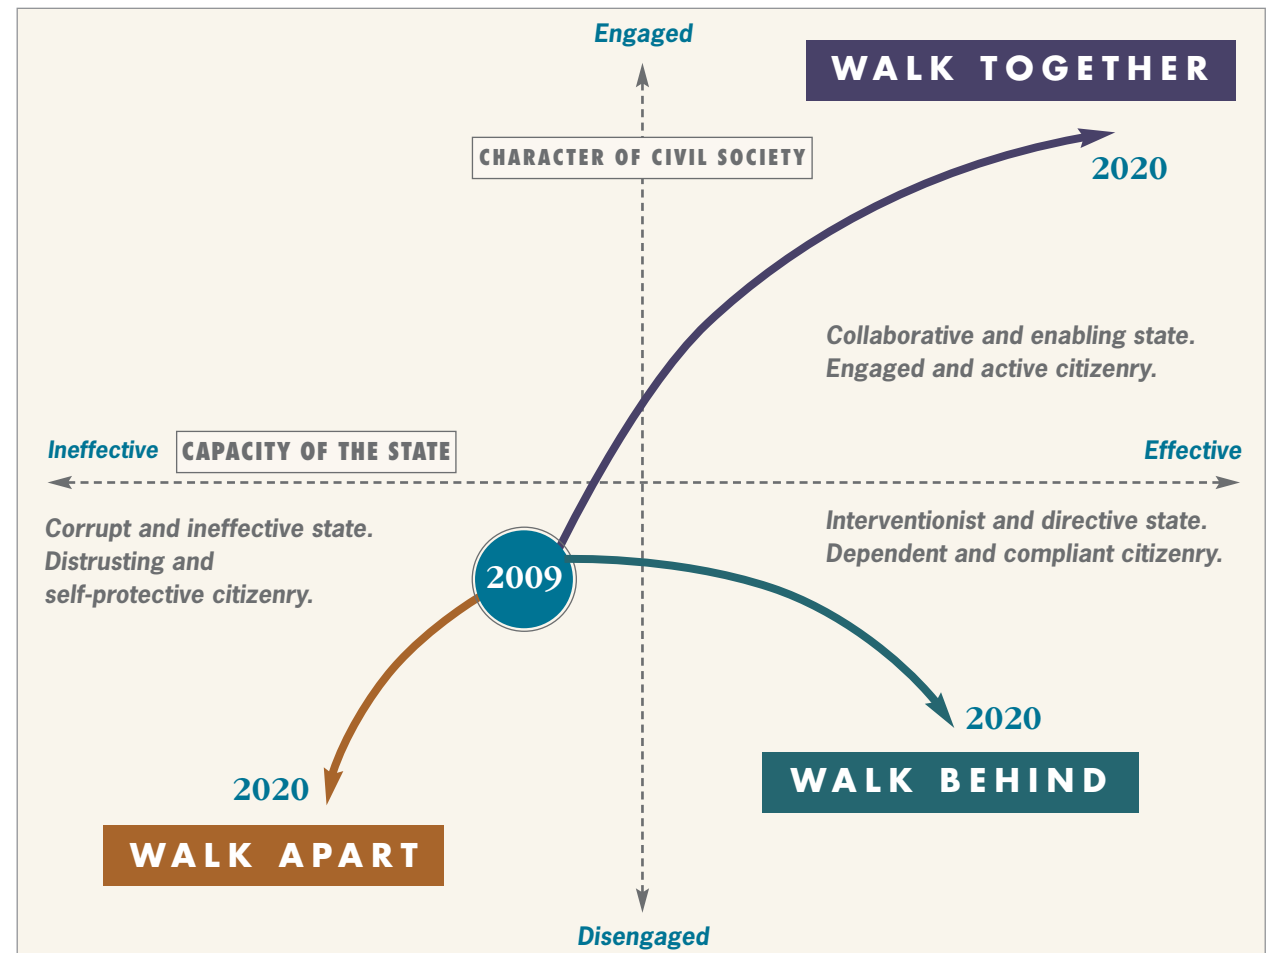 Engaged
WALK TOGETHER
CHARACTER OF CIVIL SOCIETY
2020
Collaborative and enabling state.
Engaged and active citizenry.
Ineffective
CAPACITY OF THE STATE
Effective
Corrupt and ineffective state.
Distrusting and
self-protective citizenry.
Interventionist and directive state.
Dependent and compliant citizenry.
2009
2020
WALK BEHIND
2020
WALK APART
Disengaged